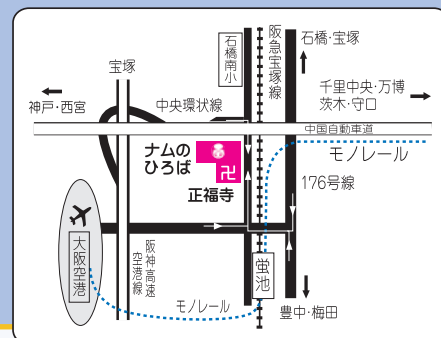 石橋南小
阪急宝塚線
石橋・宝塚
宝塚
千里中央・万博
茨木・守口
神戸・西宮
中央環状線
中国自動車道
ナムの
ひろば
卍
正福寺
モノレール
176号線
大阪空港
阪神高速
空港線
蛍池
モノレール
豊中・梅田